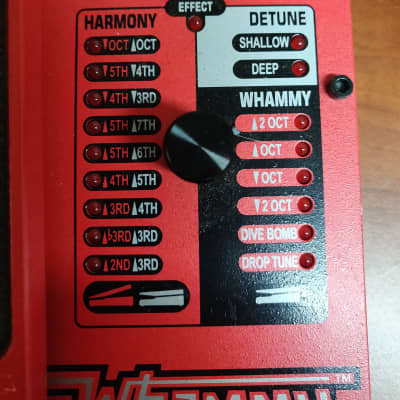 EFFECT
HARMONY
▼OCT ▲OCT
▼5TH ▼4TH
▼4TH ▼3RD
▲5TH ▲7TH
▲5TH ▲6TH
▲4TH ▲5TH
▲3RD ▲4TH
▲♭3RD ▲3RD
▲2ND ▲3RD
DETUNE
SHALLOW
DEEP
WHAMMY
▲2 OCT
▲OCT
▼OCT
▼2 OCT
DIVE BOMB
DROP TUNE
WHAMMY
TM